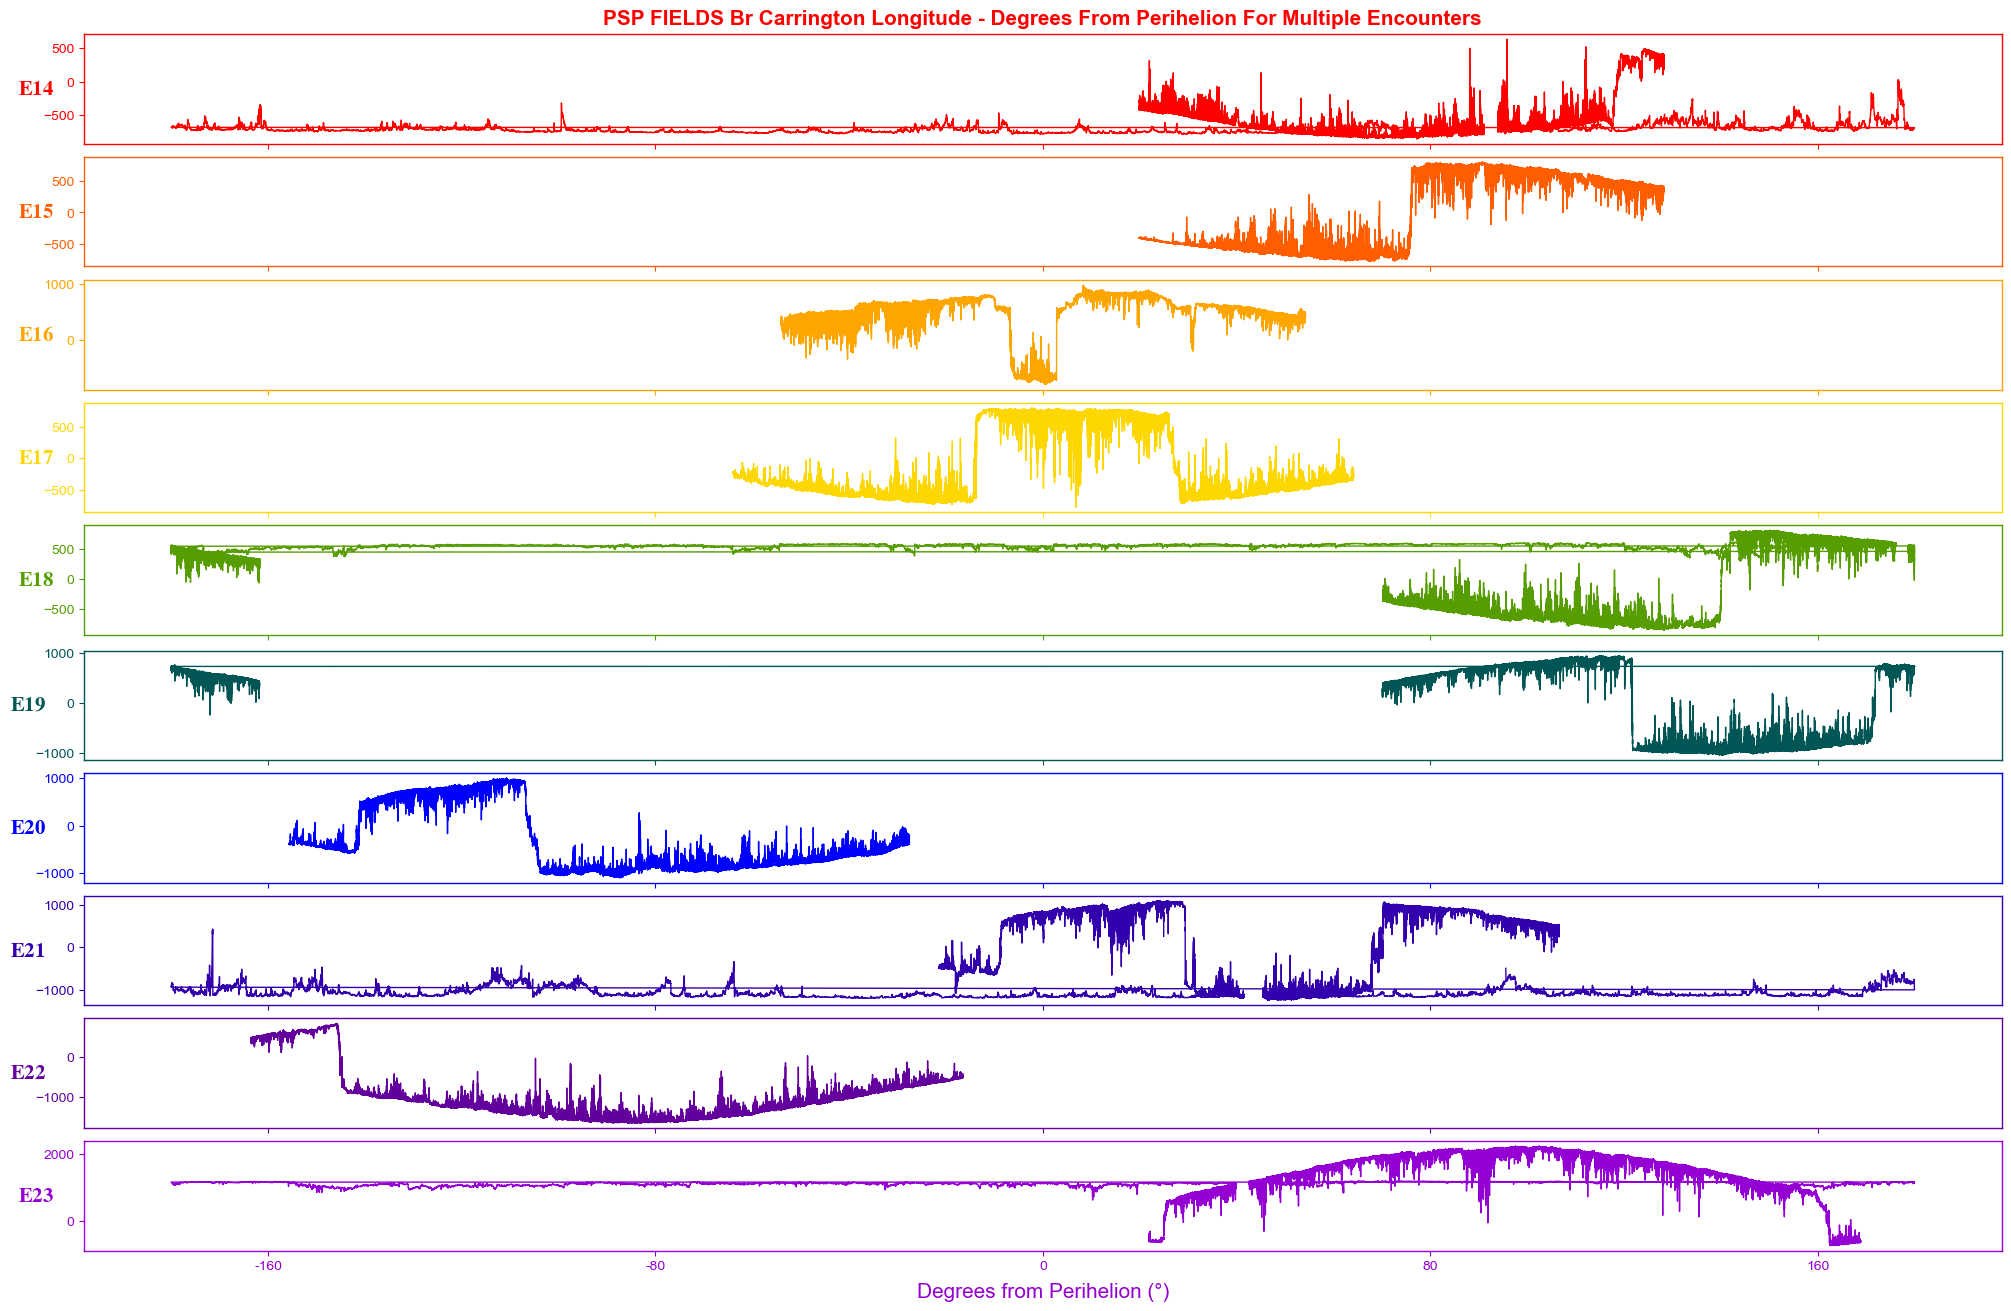 PSP FIELDS Br Carrington Longitude - Degrees From Perihelion For Multiple Encounters
500
E14
0
−500
500
E15
0
−500
1000
E16
0
500
E17
0
−500
500
E18
0
−500
1000
E19
0
−1000
1000
E20
0
−1000
1000
E21
0
−1000
0
E22
−1000
2000
E23
0
-160 -80 0 80 160
Degrees from Perihelion (°)